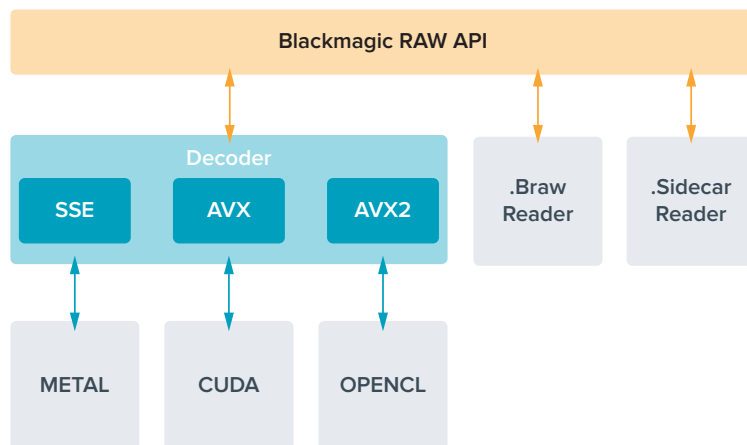 Blackmagic RAW API
Decoder
SSE
AVX
AVX2
.Braw
Reader
.Sidecar
Reader
METAL
CUDA
OPENCL